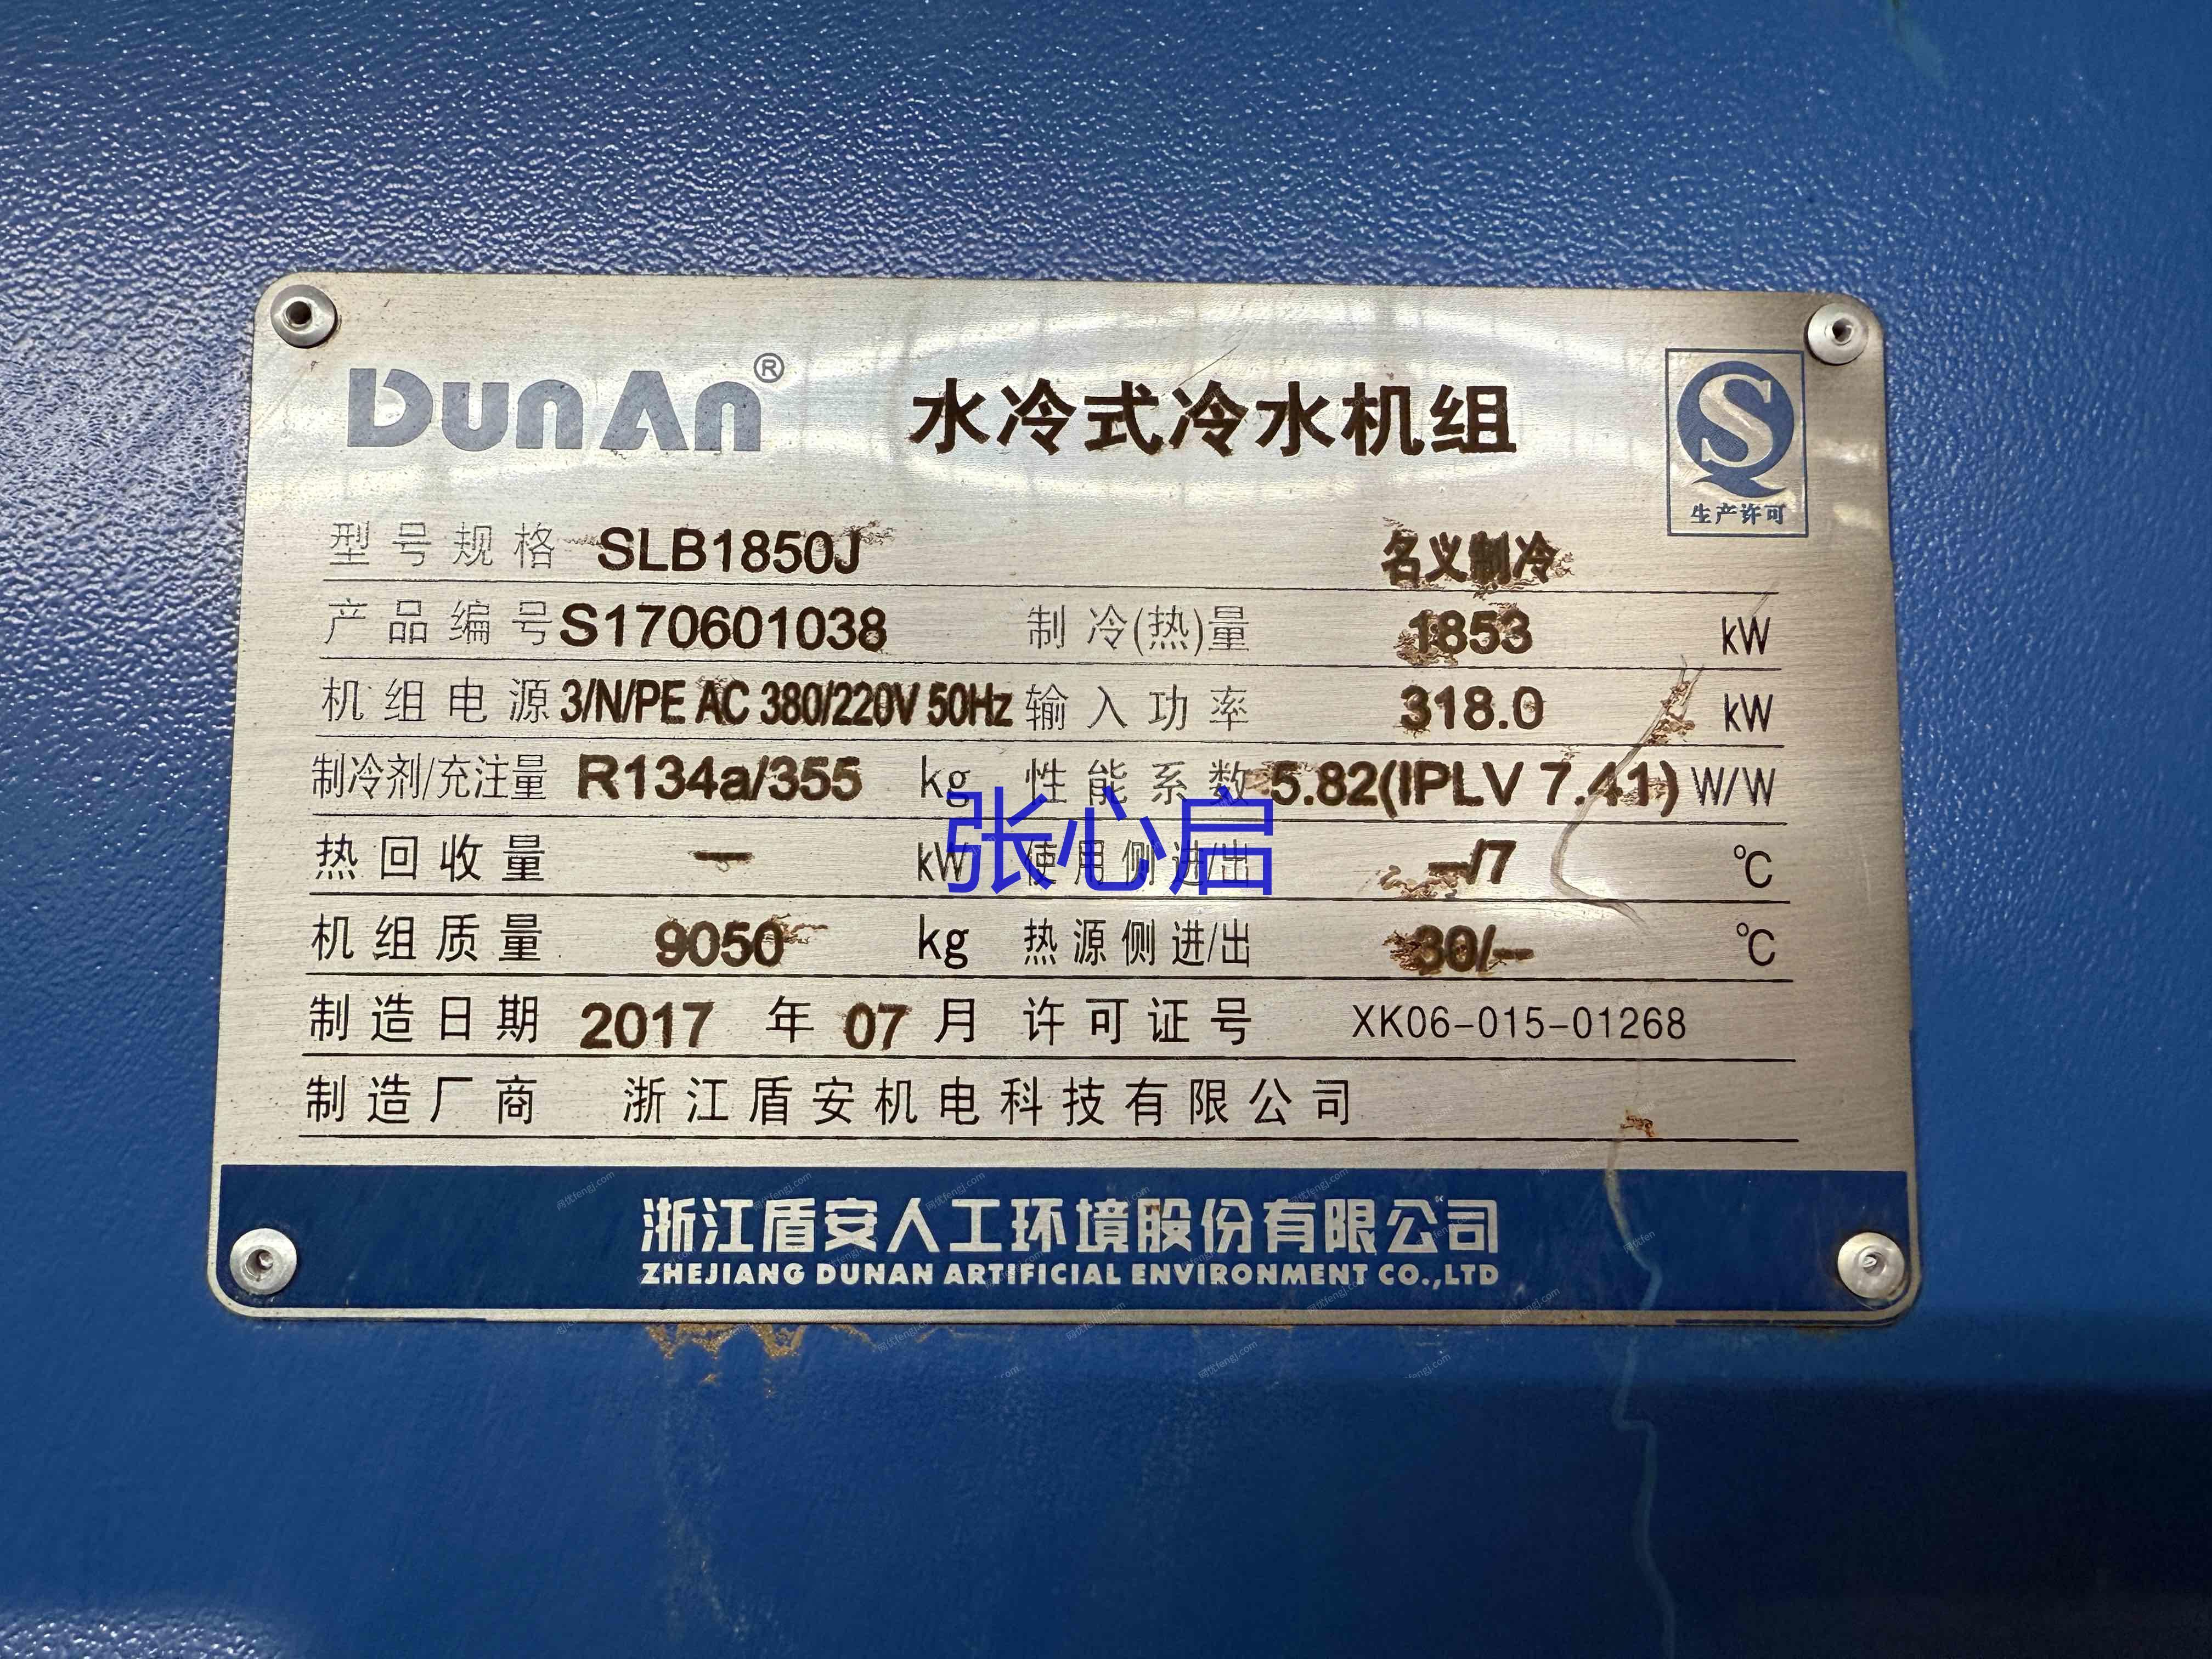 DunAn® 水冷式冷水机组
生产许可
型号规格 SLB1850J 名义制冷
产品编号 S170601038 制冷(热)量 1853 kW
机组电源 3/N/PE AC 380/220V 50Hz 输入功率 318.0 kW
制冷剂/充注量 R134a/355 kg 性能系数 5.82(IPLV 7.41) W/W
热回收量 — kW 使用侧进/出 —/7 ℃
张心启
机组质量 9050 kg 热源侧进/出 30/— ℃
制造日期 2017 年 07 月 许可证号 XK06-015-01268
制造厂商 浙江盾安机电科技有限公司
浙江盾安人工环境股份有限公司
ZHEJIANG DUNAN ARTIFICIAL ENVIRONMENT CO.,LTD